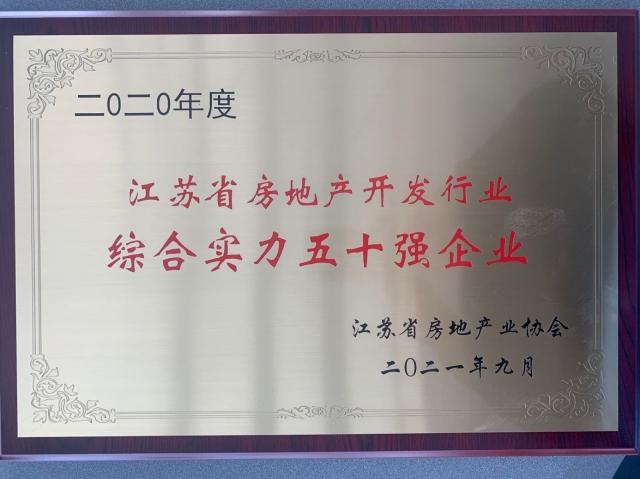 二0二0年度
江苏省房地产开发行业
综合实力五十强企业
江苏省房地产业协会
二〇二一年九月